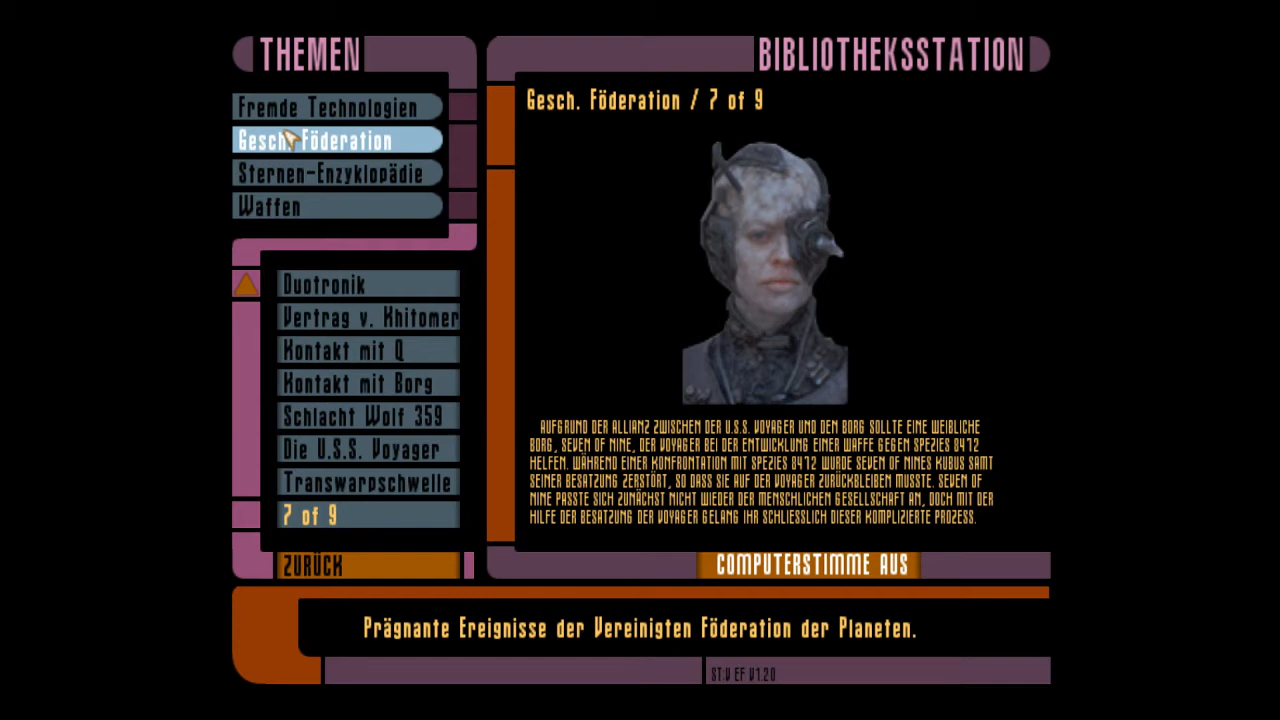 THEMEN
BIBLIOTHEKSSTATION
Fremde Technologien
Gesch. Föderation
Sternen-Enzyklopädie
Waffen
Duotronik
Vertrag v. Khitomer
Kontakt mit Q
Kontakt mit Borg
Schlacht Wolf 359
Die U.S.S. Voyager
Transwarpschwelle
7 of 9
ZURÜCK
Gesch. Föderation / 7 of 9
AUFGRUND DER ALLIANZ ZWISCHEN DER U.S.S. VOYAGER UND DEN BORG SOLLTE EINE WEIBLICHE
BORG, SEVEN OF NINE, DER VOYAGER BEI DER ENTWICKLUNG EINER WAFFE GEGEN SPEZIES 8472
HELFEN. WÄHREND EINER KONFRONTATION MIT SPEZIES 8472 WURDE SEVEN OF NINES KUBUS SAMT
SEINER BESATZUNG ZERSTÖRT, SO DASS SIE AUF DER VOYAGER ZURÜCKBLEIBEN MUSSTE. SEVEN OF
NINE PASSTE SICH ZUNÄCHST NICHT WIEDER DER MENSCHLICHEN GESELLSCHAFT AN, DOCH MIT DER
HILFE DER BESATZUNG DER VOYAGER GELANG IHR SCHLIESSLICH DIESER KOMPLIZIERTE PROZESS.
COMPUTERSTIMME AUS
Prägnante Ereignisse der Vereinigten Föderation der Planeten.
ST:V EF V1.20